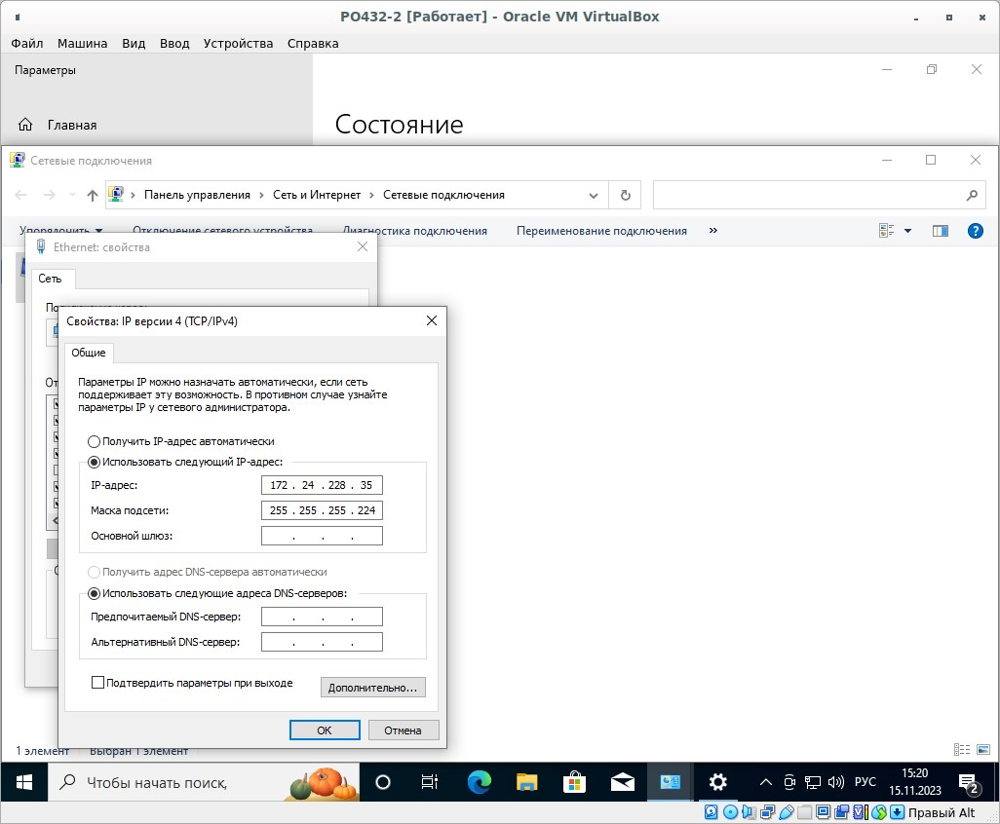 PO432-2 [Работает] - Oracle VM VirtualBox
Файл Машина Вид Ввод Устройства Справка
Параметры
Главная
Состояние
Сетевые подключения
Панель управления › Сеть и Интернет › Сетевые подключения
Упорядочить Отключение сетевого устройства Диагностика подключения Переименование подключения »
?
Ethernet: свойства
Сеть
Свойства: IP версии 4 (TCP/IPv4)
Общие
Параметры IP можно назначать автоматически, если сеть
поддерживает эту возможность. В противном случае узнайте
параметры IP у сетевого администратора.
Получить IP-адрес автоматически
Использовать следующий IP-адрес:
IP-адрес: 172 . 24 . 228 . 35
Маска подсети: 255 . 255 . 255 . 224
Основной шлюз: . . .
Получить адрес DNS-сервера автоматически
Использовать следующие адреса DNS-серверов:
Предпочитаемый DNS-сервер: . . .
Альтернативный DNS-сервер: . . .
Подтвердить параметры при выходе
Дополнительно...
ОК Отмена
1 элемент Выбран 1 элемент
Чтобы начать поиск,
РУС
15:20
15.11.2023
2
Правый Alt